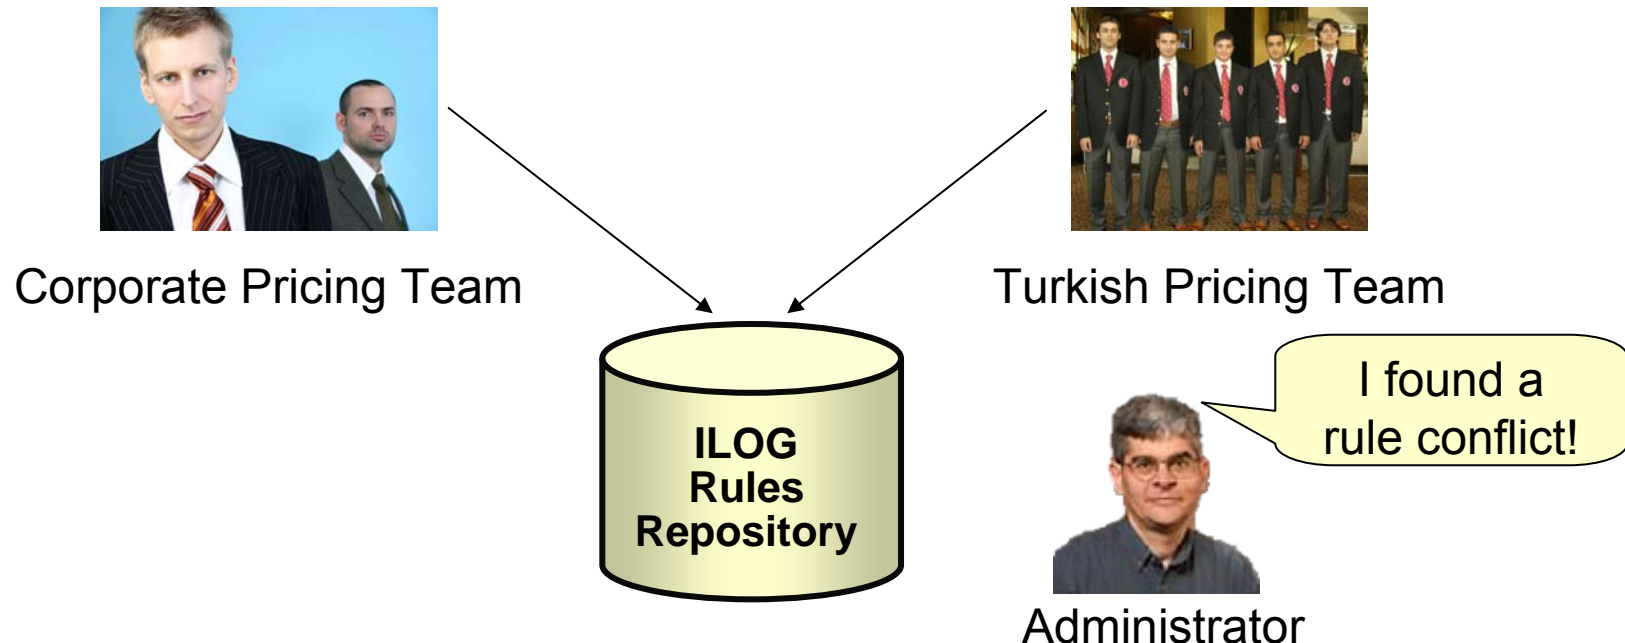 Corporate Pricing Team
Turkish Pricing Team
ILOG
Rules
Repository
I found a
rule conflict!
Administrator